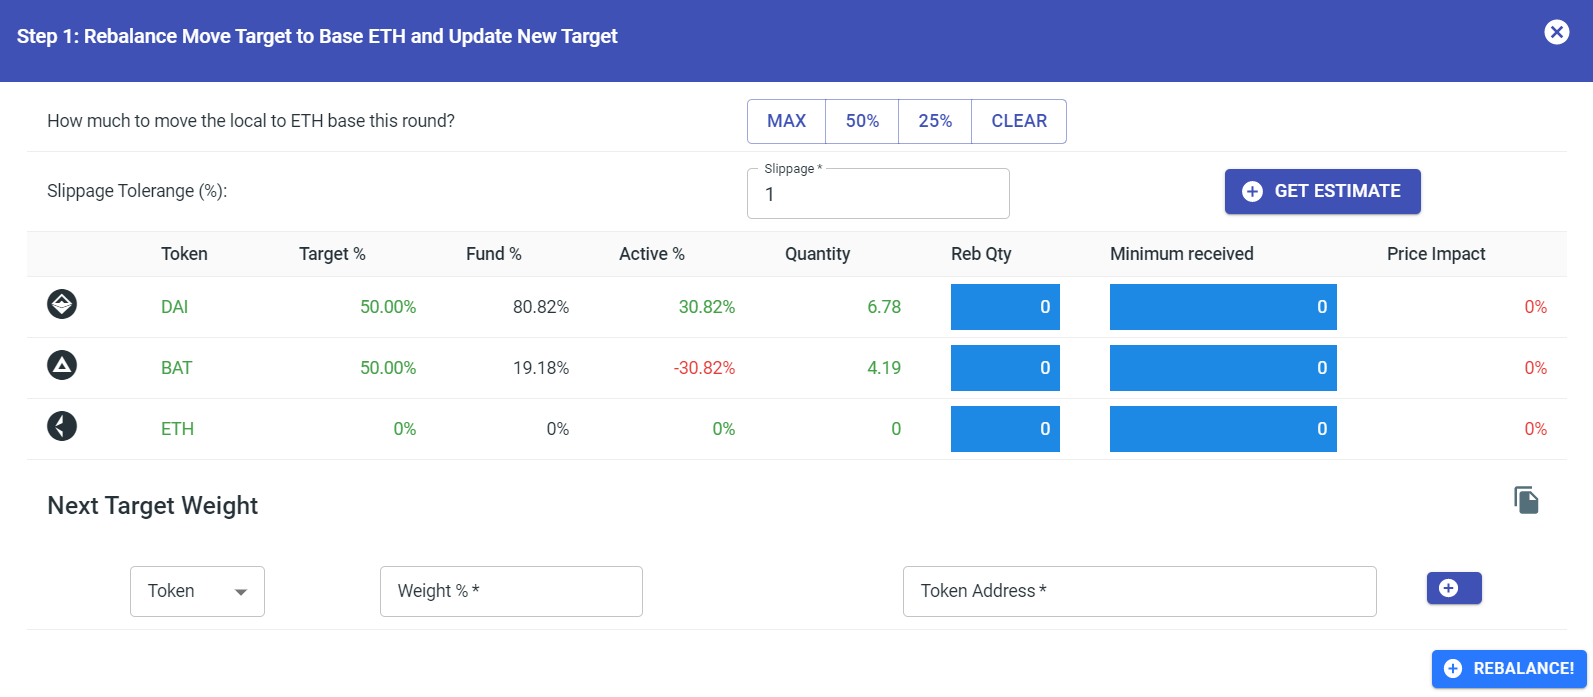 Step 1: Rebalance Move Target to Base ETH and Update New Target
How much to move the local to ETH base this round? MAX 50% 25% CLEAR
Slippage *
Slippage Tolerange (%): 1 GET ESTIMATE
Token Target % Fund % Active % Quantity Reb Qty Minimum received Price Impact
DAI 50.00% 80.82% 30.82% 6.78 0 0 0%
BAT 50.00% 19.18% -30.82% 4.19 0 0 0%
ETH 0% 0% 0% 0 0 0 0%
Next Target Weight
Token Weight % * Token Address *
REBALANCE!